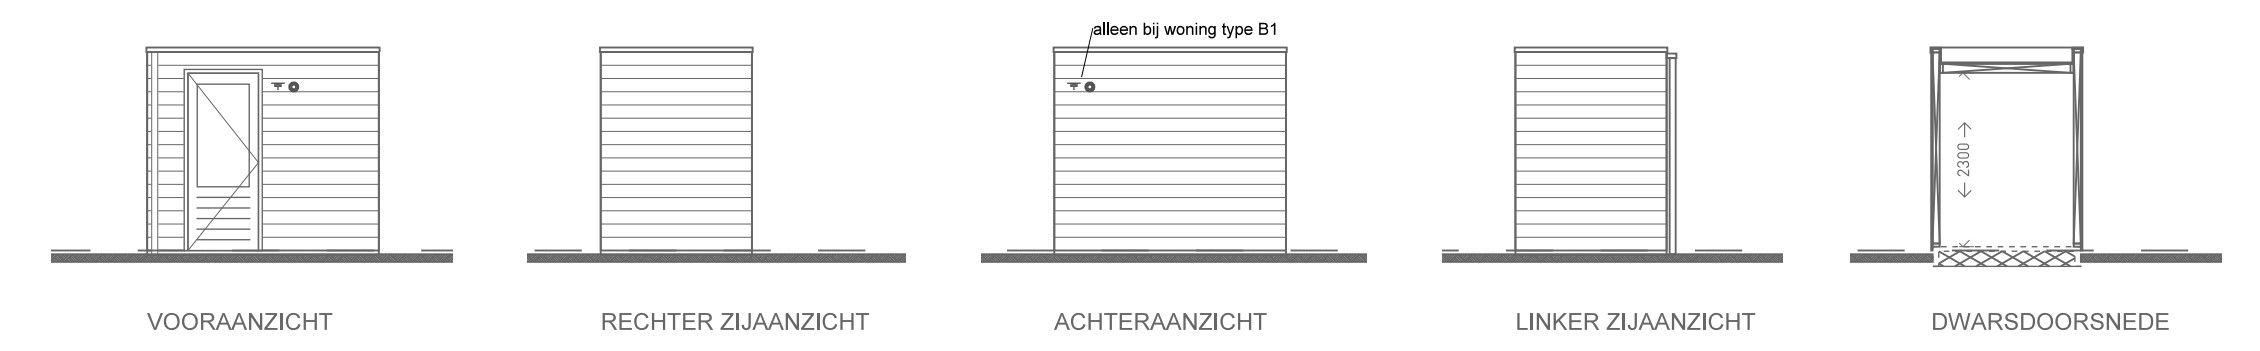 alleen bij woning type B1
2300
VOORAANZICHT
RECHTER ZIJAANZICHT
ACHTERAANZICHT
LINKER ZIJAANZICHT
DWARSDOORSNEDE